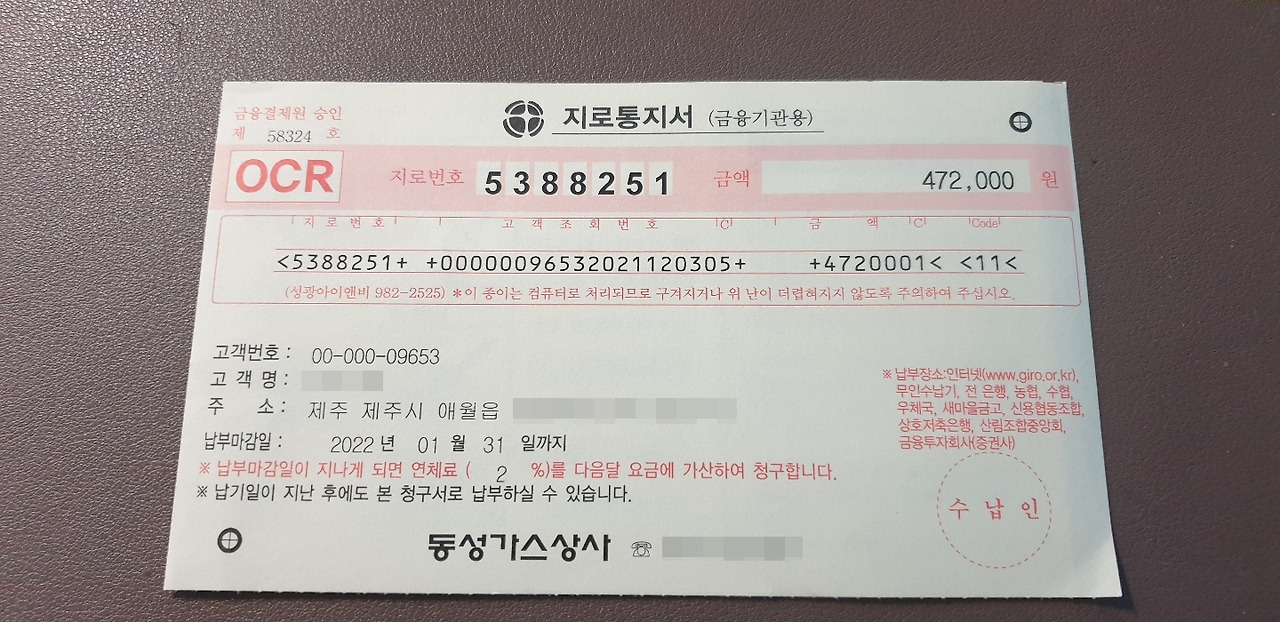 금융결제원 승인
제 58324 호
지로통지서 (금융기관용)
OCR 지로번호 5388251 금액 472,000 원
지로번호 고객조회번호 C 금액 C Code
<5388251+ +00000096532021120305+ +4720001< <11<
(성광아이앤비 982-2525) *이 종이는 컴퓨터로 처리되므로 구겨지거나 위 난이 더럽혀지지 않도록 주의하여 주십시오.
고객번호 : 00-000-09653
고 객 명 :
주 소 : 제주 제주시 애월읍
납부마감일 : 2022 년 01 월 31 일까지
※ 납부마감일이 지나게 되면 연체료 ( 2 %)를 다음달 요금에 가산하여 청구합니다.
※ 납기일이 지난 후에도 본 청구서로 납부하실 수 있습니다.
※ 납부장소:인터넷(www.giro.or.kr),
무인수납기, 전 은행, 농협, 수협,
우체국, 새마을금고, 신용협동조합,
상호저축은행, 산림조합중앙회,
금융투자회사(증권사)
수 납 인
동성가스상사 ☏